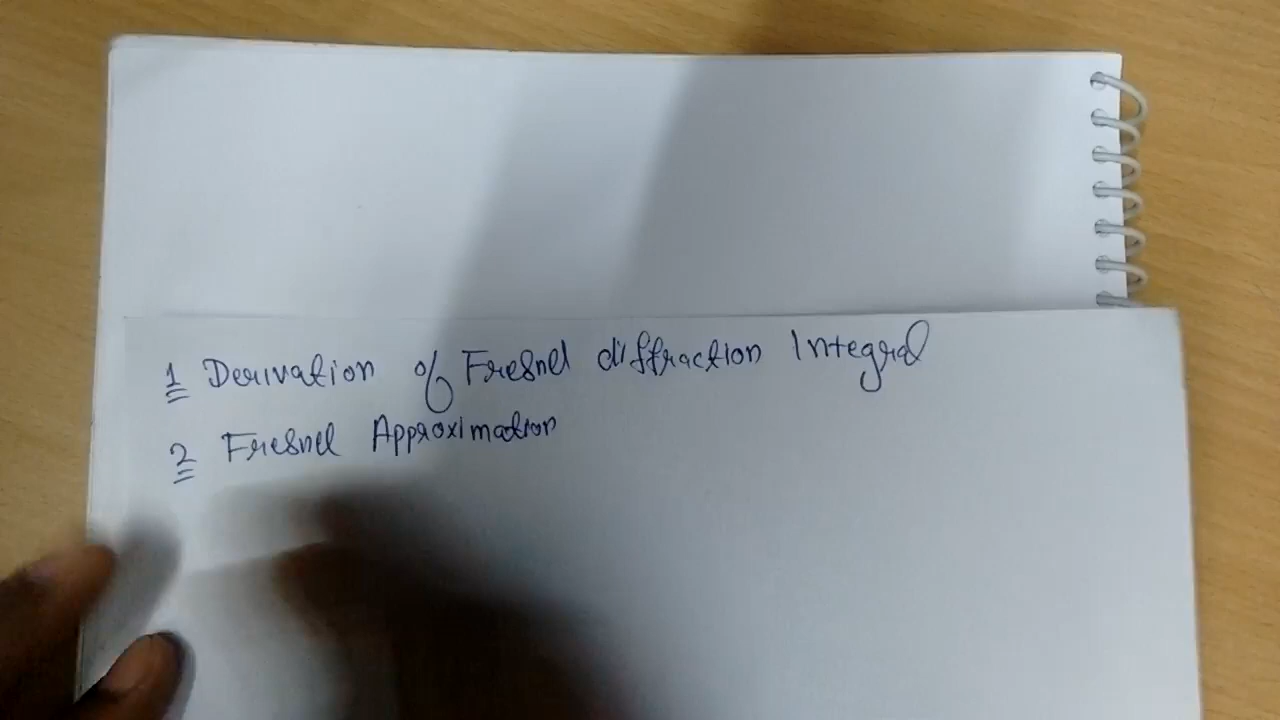 1 Derivation of Fresnel diffraction Integral
2 Fresnel Approximation